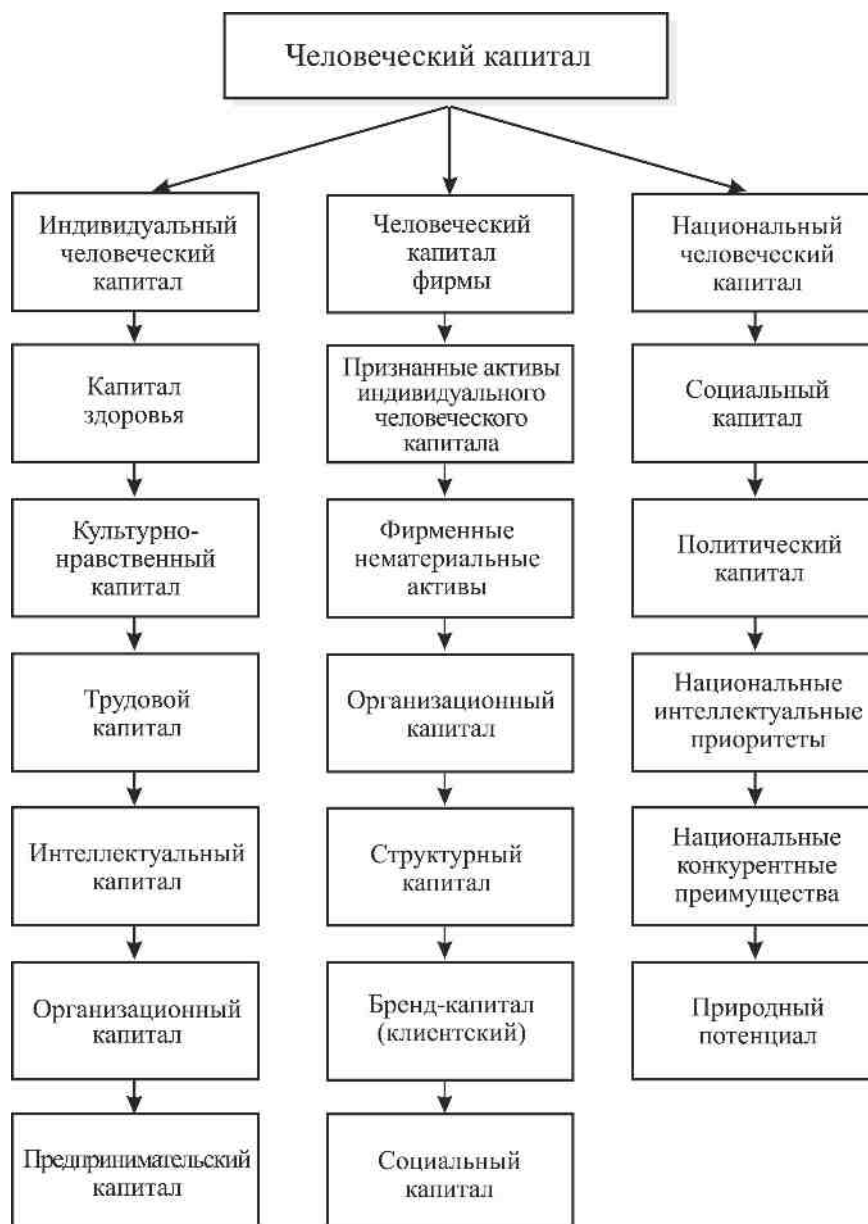 Человеческий капитал
Индивидуальный
человеческий
капитал
Капитал
здоровья
Культурно-
нравственный
капитал
Трудовой
капитал
Интеллектуальный
капитал
Организационный
капитал
Предпринимательский
капитал
Человеческий
капитал
фирмы
Признанные активы
индивидуального
человеческого
капитала
Фирменные
нематериальные
активы
Организационный
капитал
Структурный
капитал
Бренд-капитал
(клиентский)
Социальный
капитал
Национальный
человеческий
капитал
Социальный
капитал
Политический
капитал
Национальные
интеллектуальные
приоритеты
Национальные
конкурентные
преимущества
Природный
потенциал